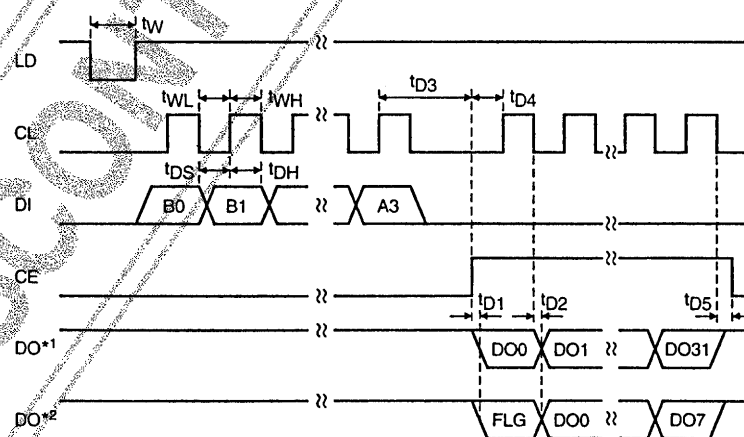 tW
LD
tWL tWH tD3 tD4
CL
tDS tDH
DI B0 B1 A3
CE
tD1 tD2 tD5
DO*1 DO0 DO1 DO31
DO*2 FLG DO0 DO7